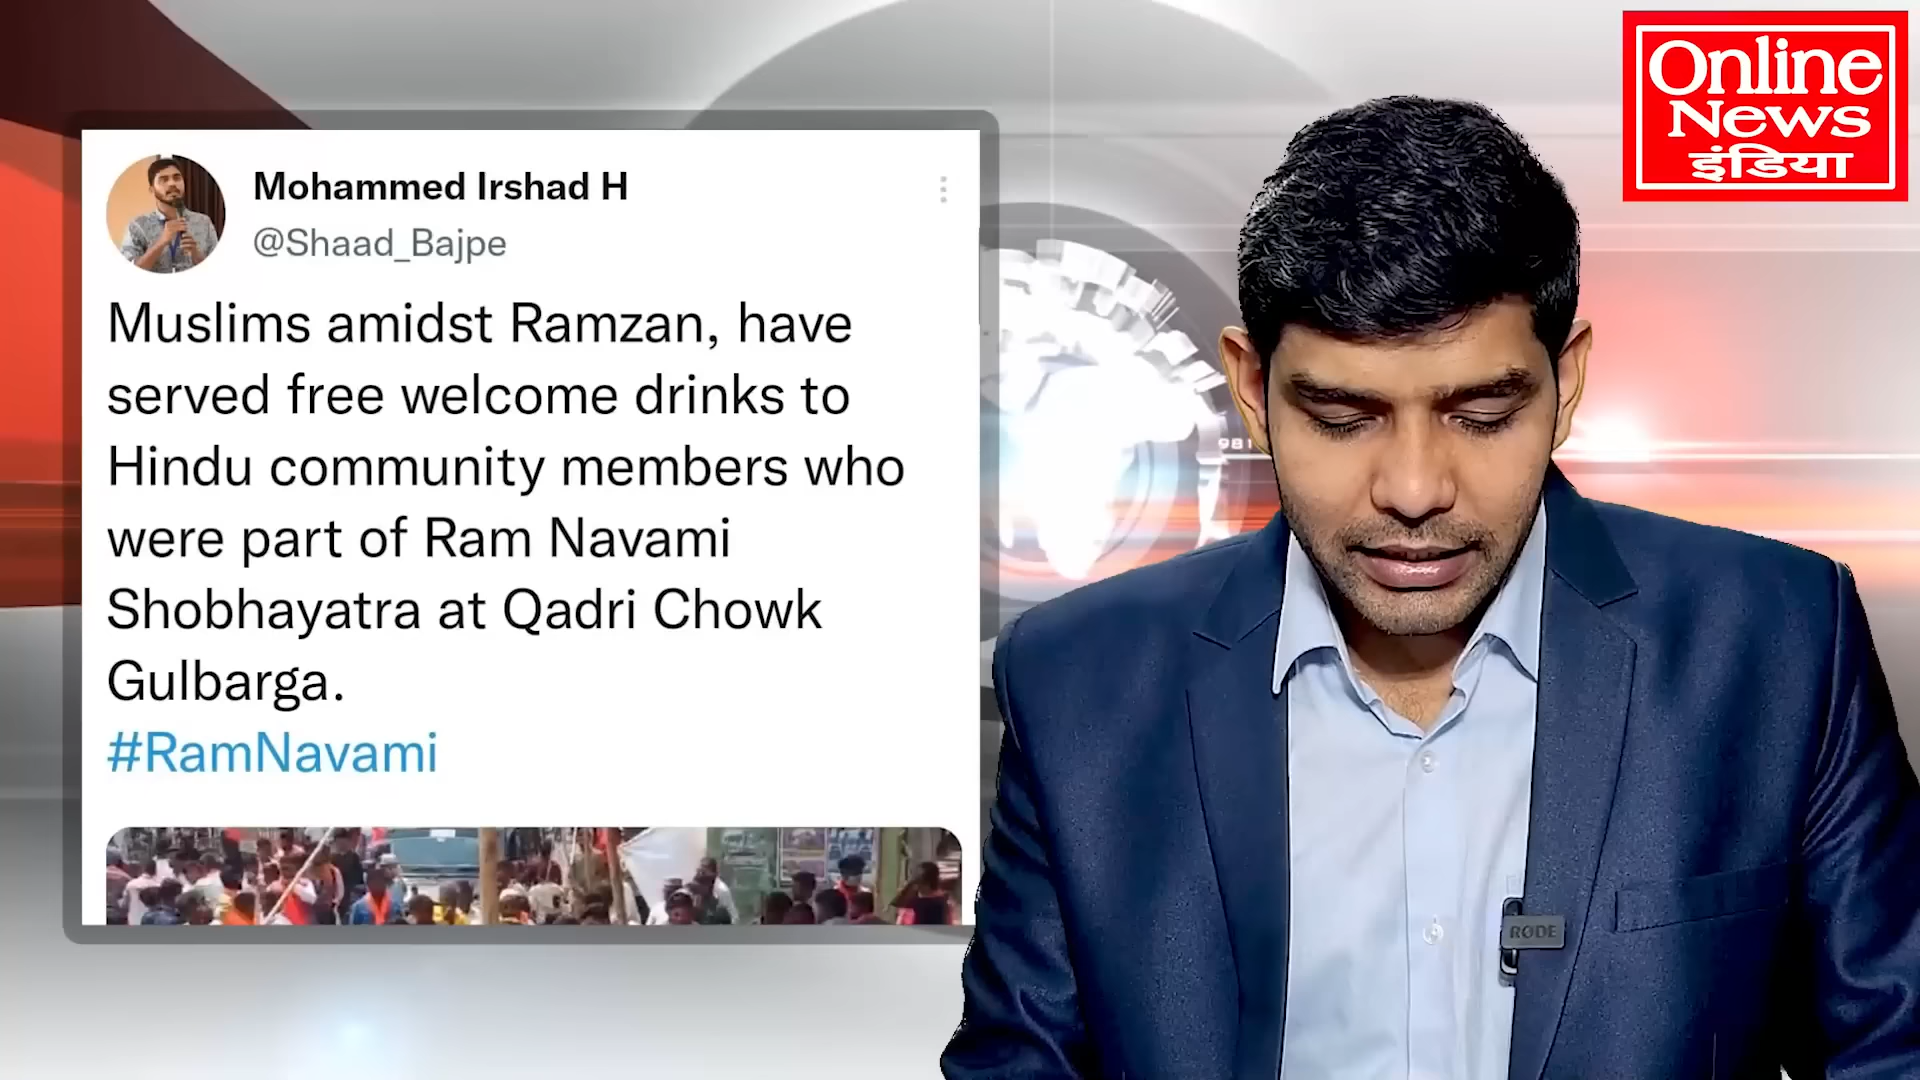 Mohammed Irshad H
@Shaad_Bajpe
Muslims amidst Ramzan, have
served free welcome drinks to
Hindu community members who
were part of Ram Navami
Shobhayatra at Qadri Chowk
Gulbarga.
#RamNavami
Online
News
इंडिया
981
RODE